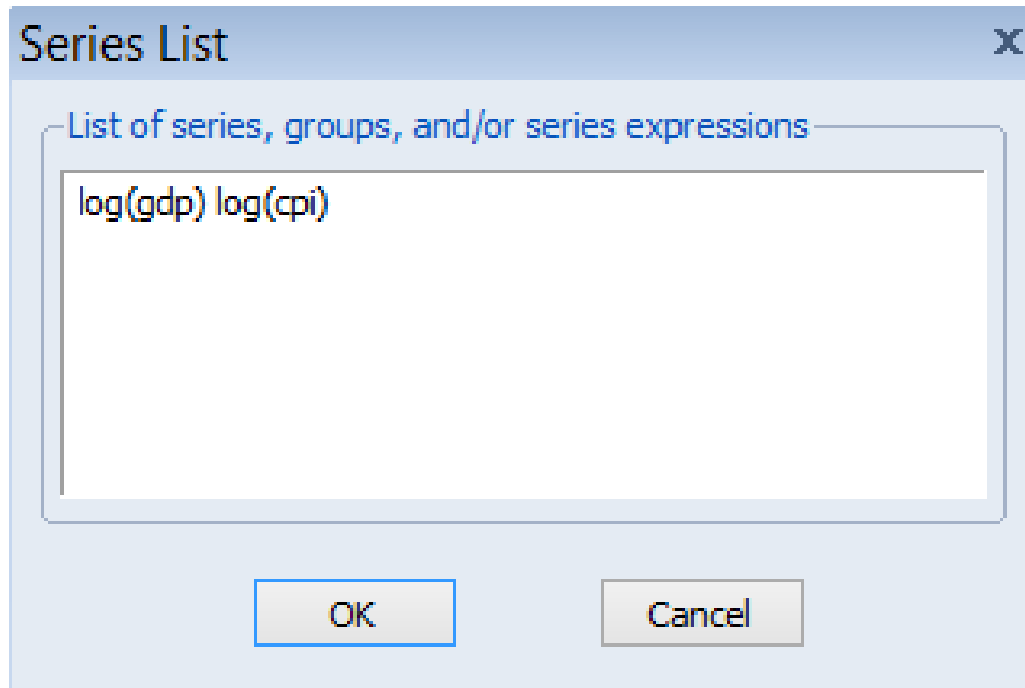 Series List x
List of series, groups, and/or series expressions
log(gdp) log(cpi)
OK Cancel